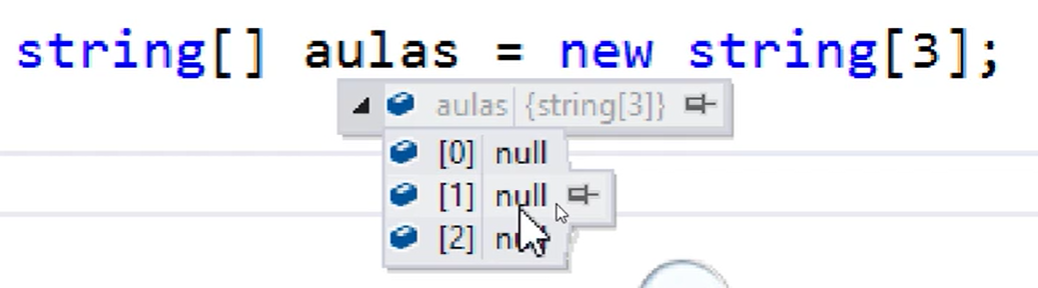 string[] aulas = new string[3];
aulas {string[3]}
[0] null
[1] null
[2]